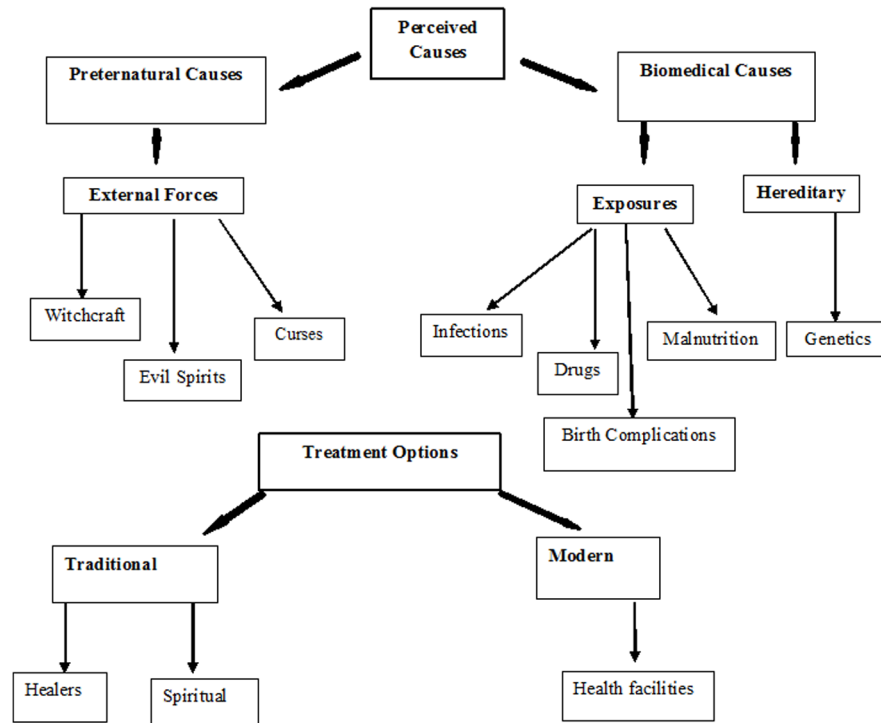 Perceived
Causes
Preternatural Causes
Biomedical Causes
External Forces
Exposures
Hereditary
Witchcraft
Evil Spirits
Curses
Infections
Drugs
Birth Complications
Malnutrition
Genetics
Treatment Options
Traditional
Modern
Healers
Spiritual
Health facilities